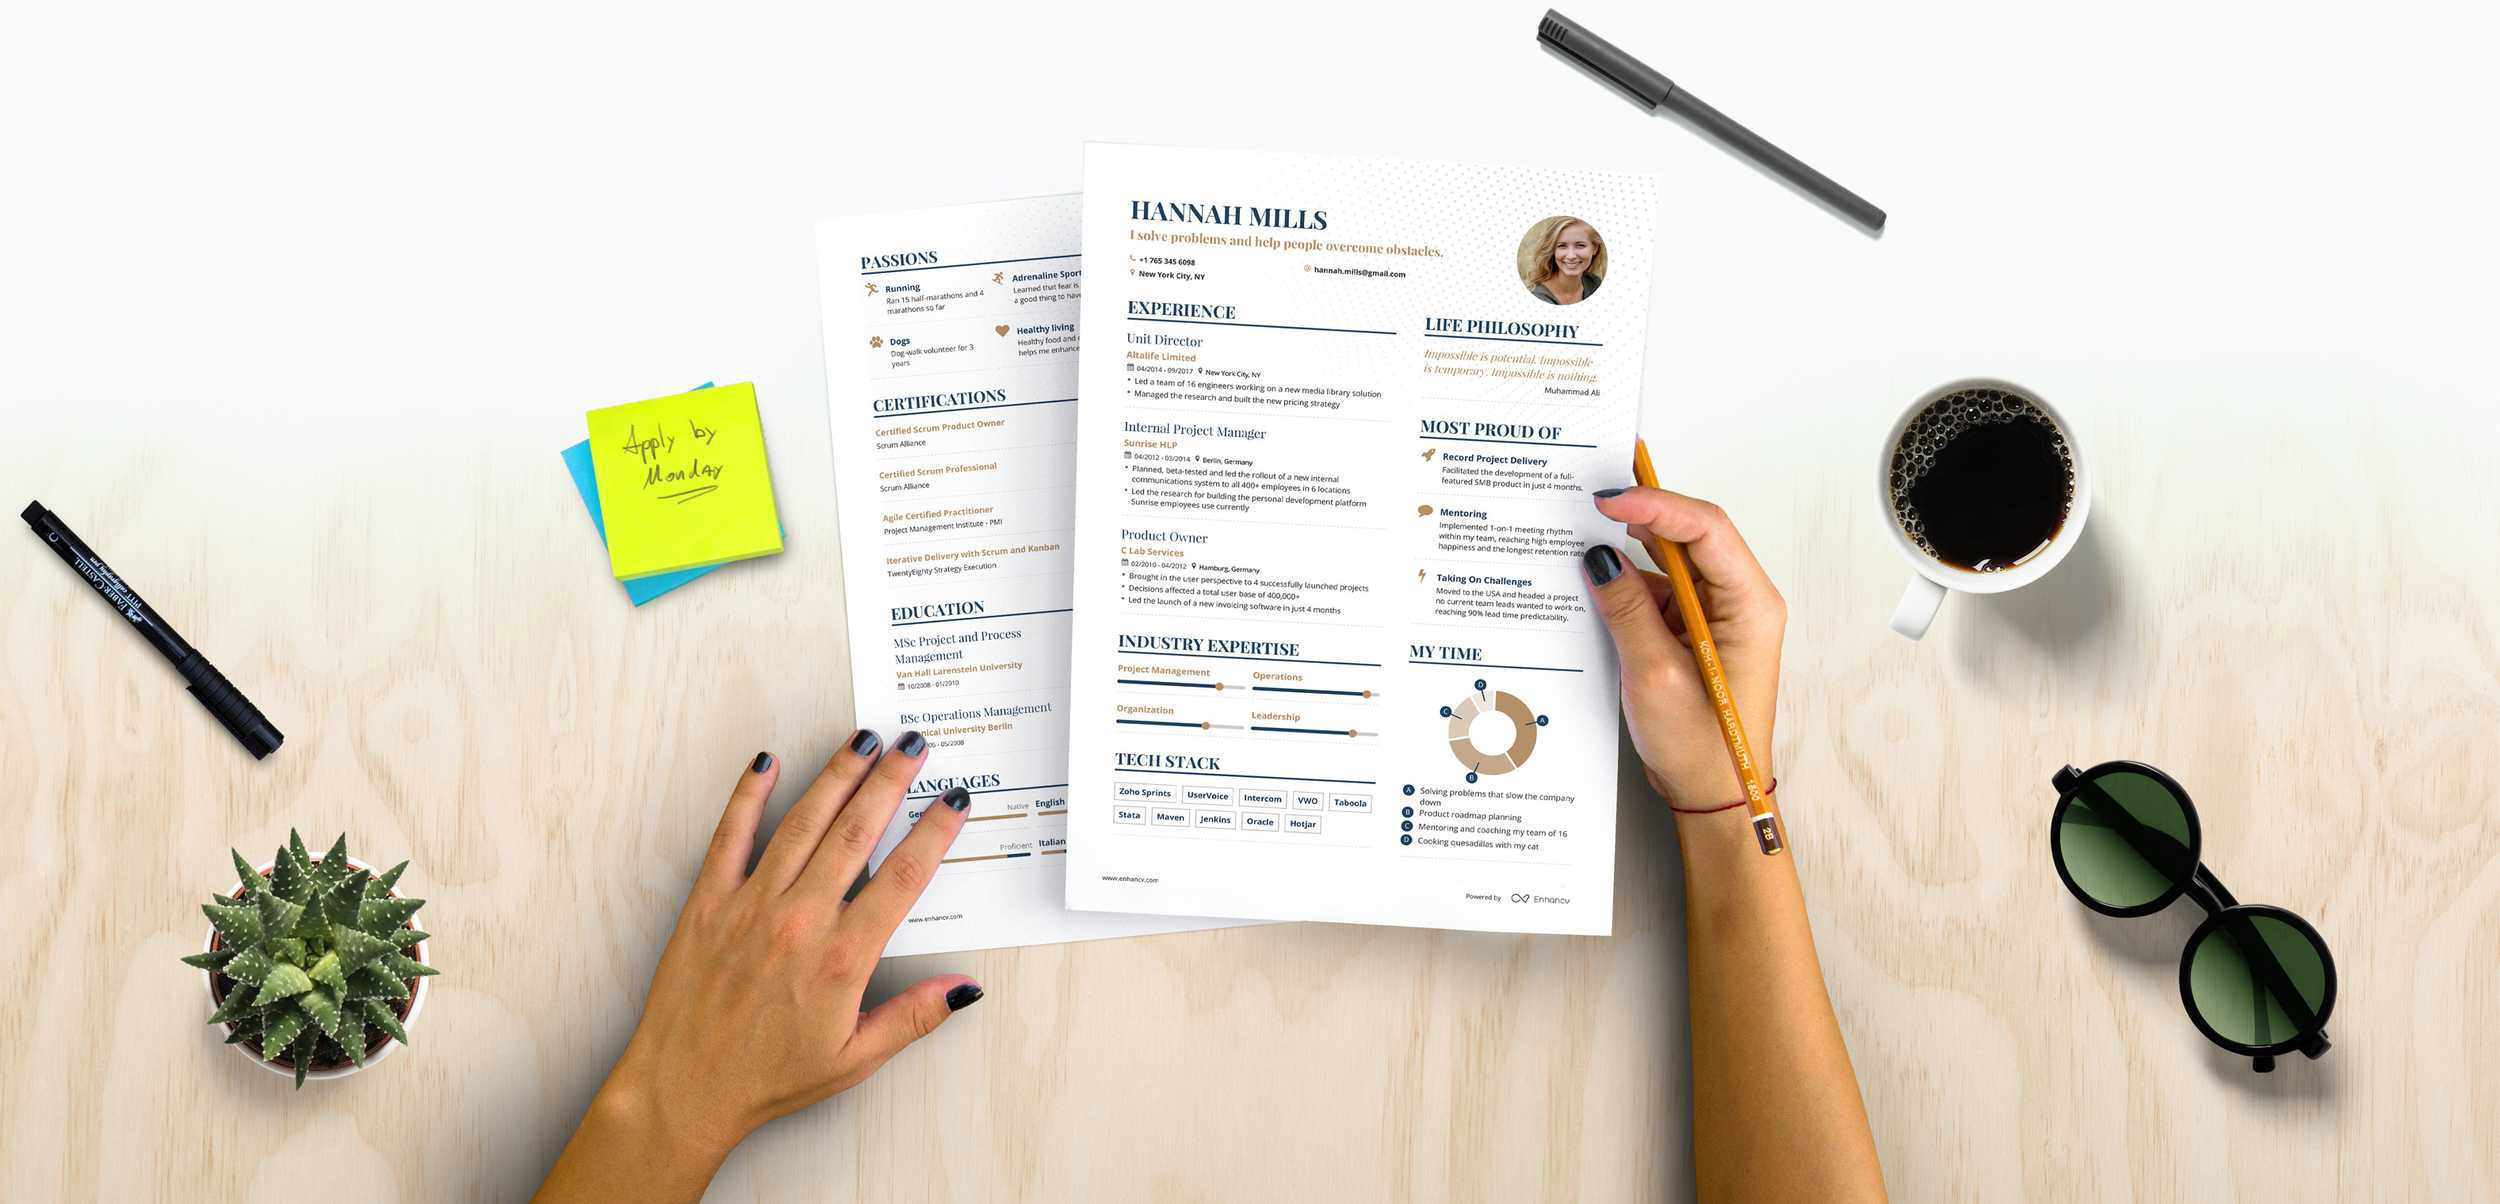 Apply by
Monday
FABER-CASTELL
PITT calligraphy pen
C
PASSIONS
Running
Ran 15 half-marathons and 4
marathons so far
Adrenaline Sport
Learned that fear is
a good thing to have
Dogs
Dog-walk volunteer for 3
years
Healthy living
Healthy food and
helps me enhance
CERTIFICATIONS
Certified Scrum Product Owner
Scrum Alliance
Certified Scrum Professional
Scrum Alliance
Agile Certified Practitioner
Project Management Institute - PMI
Iterative Delivery with Scrum and Kanban
TwentyEighty Strategy Execution
EDUCATION
MSc Project and Process
Management
Van Hall Larenstein University
10/2008 - 01/2010
BSc Operations Management
nical University Berlin
- 05/2008
LANGUAGES
Native
English
Proficient
Italian
www.enhancv.com
HANNAH MILLS
I solve problems and help people overcome obstacles.
+1 765 345 6098
hannah.mills@gmail.com
New York City, NY
EXPERIENCE
Unit Director
Altalife Limited
04/2014 - 09/2017 New York City, NY
• Led a team of 16 engineers working on a new media library solution
• Managed the research and built the new pricing strategy
Internal Project Manager
Sunrise HLP
04/2012 - 03/2014 Berlin, Germany
• Planned, beta-tested and led the rollout of a new internal
communications system to all 400+ employees in 6 locations
• Led the research for building the personal development platform
Sunrise employees use currently
Product Owner
C Lab Services
02/2010 - 04/2012 Hamburg, Germany
• Brought in the user perspective to 4 successfully launched projects
• Decisions affected a total user base of 400,000+
• Led the launch of a new invoicing software in just 4 months
INDUSTRY EXPERTISE
Project Management
Operations
Organization
Leadership
TECH STACK
Zoho Sprints UserVoice Intercom VWO Taboola
Stata Maven Jenkins Oracle Hotjar
www.enhancv.com
LIFE PHILOSOPHY
Impossible is potential. Impossible
is temporary. Impossible is nothing.
Muhammad Ali
MOST PROUD OF
Record Project Delivery
Facilitated the development of a full-
featured SMB product in just 4 months.
Mentoring
Implemented 1-on-1 meeting rhythm
within my team, reaching high employee
happiness and the longest retention rate
Taking On Challenges
Moved to the USA and headed a project
no current team leads wanted to work on,
reaching 90% lead time predictability.
MY TIME
D
C
A
B
A Solving problems that slow the company
down
B Product roadmap planning
C Mentoring and coaching my team of 16
D Cooking quesadillas with my cat
Powered by Enhancv
KOH-I-NOOR HARDTMUTH 1500
2B